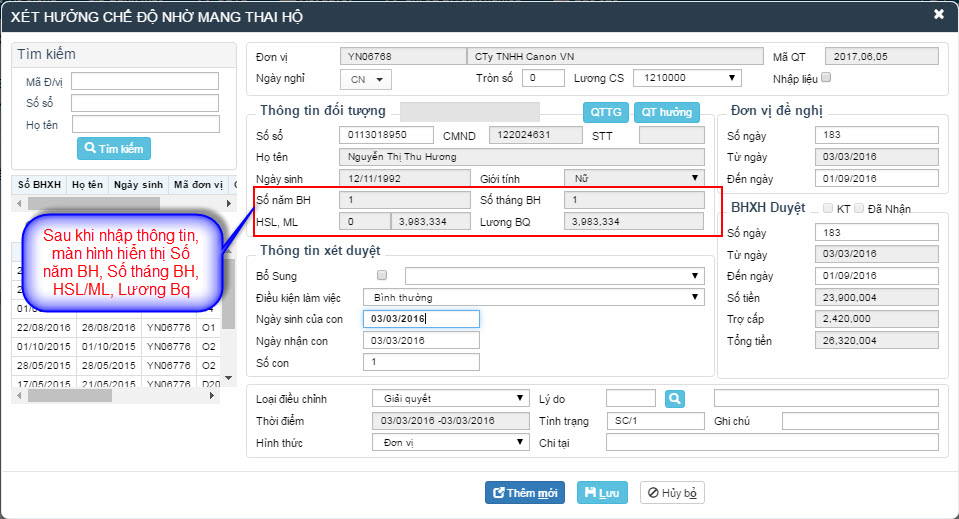 XÉT HƯỞNG CHẾ ĐỘ NHỜ MANG THAI HỘ
Tìm kiếm
Mã Đ/vị
Số sổ
Họ tên
Tìm kiếm
Số BHXH Họ tên Ngày sinh Mã đơn vị
Sau khi nhập thông tin,
màn hình hiển thị Số
năm BH, Số tháng BH,
HSL/ML, Lương Bq
22/08/2016 26/08/2016 YN06776 O1
01/10/2015 01/10/2015 YN06776 O2
28/05/2015 28/05/2015 YN06776 O2
17/05/2015 21/05/2015 YN06776 D20
Đơn vị YN06768 CTy TNHH Canon VN Mã QT 2017,06,05
Ngày nghỉ CN Tròn số 0 Lương CS 1210000 Nhập liệu
Thông tin đối tượng QTTG QT hưởng
Số sổ 0113018950 CMND 122024631 STT
Họ tên Nguyễn Thị Thu Hương
Ngày sinh 12/11/1992 Giới tính Nữ
Số năm BH 1 Số tháng BH 1
HSL, ML 0 3,983,334 Lương BQ 3,983,334
Thông tin xét duyệt
Bổ Sung
Điều kiện làm việc Bình thường
Ngày sinh của con 03/03/2016
Ngày nhận con 03/03/2016
Số con 1
Đơn vị đề nghị
Số ngày 183
Từ ngày 03/03/2016
Đến ngày 01/09/2016
BHXH Duyệt KT Đã Nhận
Số ngày 183
Từ ngày 03/03/2016
Đến ngày 01/09/2016
Số tiền 23,900,004
Trợ cấp 2,420,000
Tổng tiền 26,320,004
Loại điều chỉnh Giải quyết Lý do
Thời điểm 03/03/2016 -03/03/2016 Tình trạng SC/1 Ghi chú
Hình thức Đơn vị Chi tại
Thêm mới Lưu Hủy bỏ